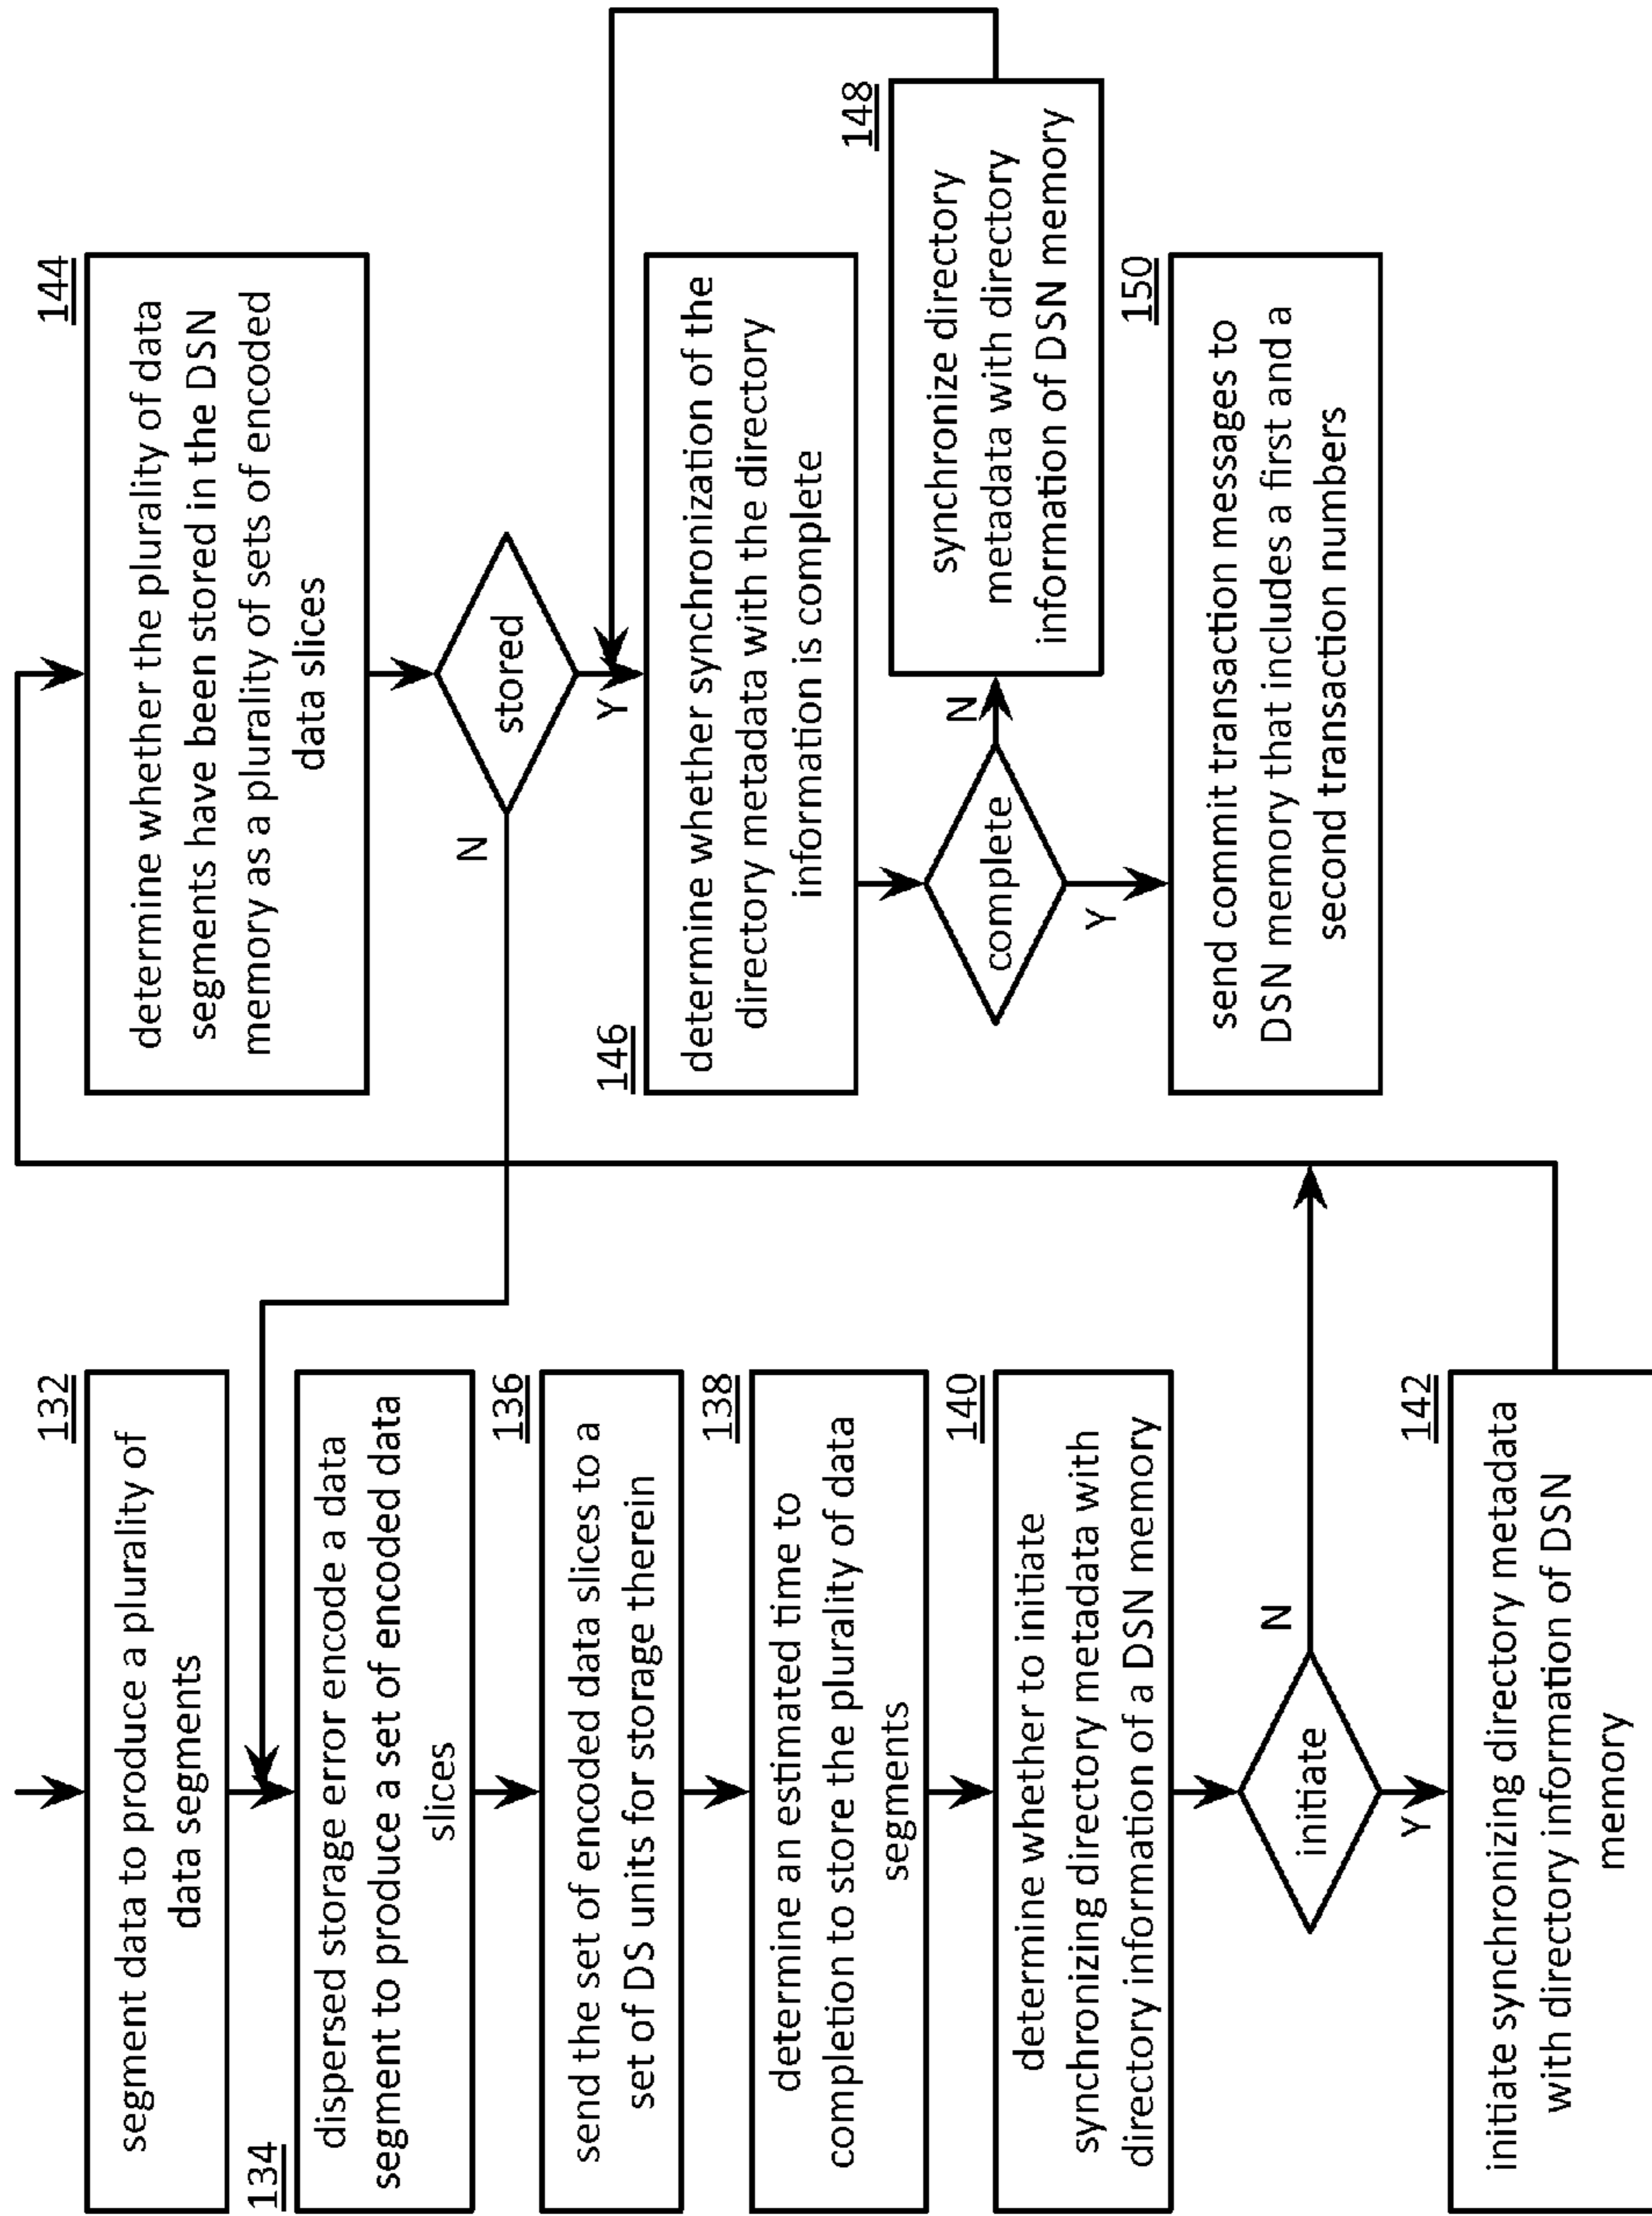 132
segment data to produce a plurality of
data segments
134
dispersed storage error encode a data
segment to produce a set of encoded data
slices
136
send the set of encoded data slices to a
set of DS units for storage therein
138
determine an estimated time to
completion to store the plurality of data
segments
140
determine whether to initiate
synchronizing directory metadata with
directory information of a DSN memory
initiate
N
Y
142
initiate synchronizing directory metadata
with directory information of DSN
memory
144
determine whether the plurality of data
segments have been stored in the DSN
memory as a plurality of sets of encoded
data slices
stored
N
Y
146
determine whether synchronization of the
directory metadata with the directory
information is complete
complete
N
Y
148
synchronize directory
metadata with directory
information of DSN memory
150
send commit transaction messages to
DSN memory that includes a first and a
second transaction numbers